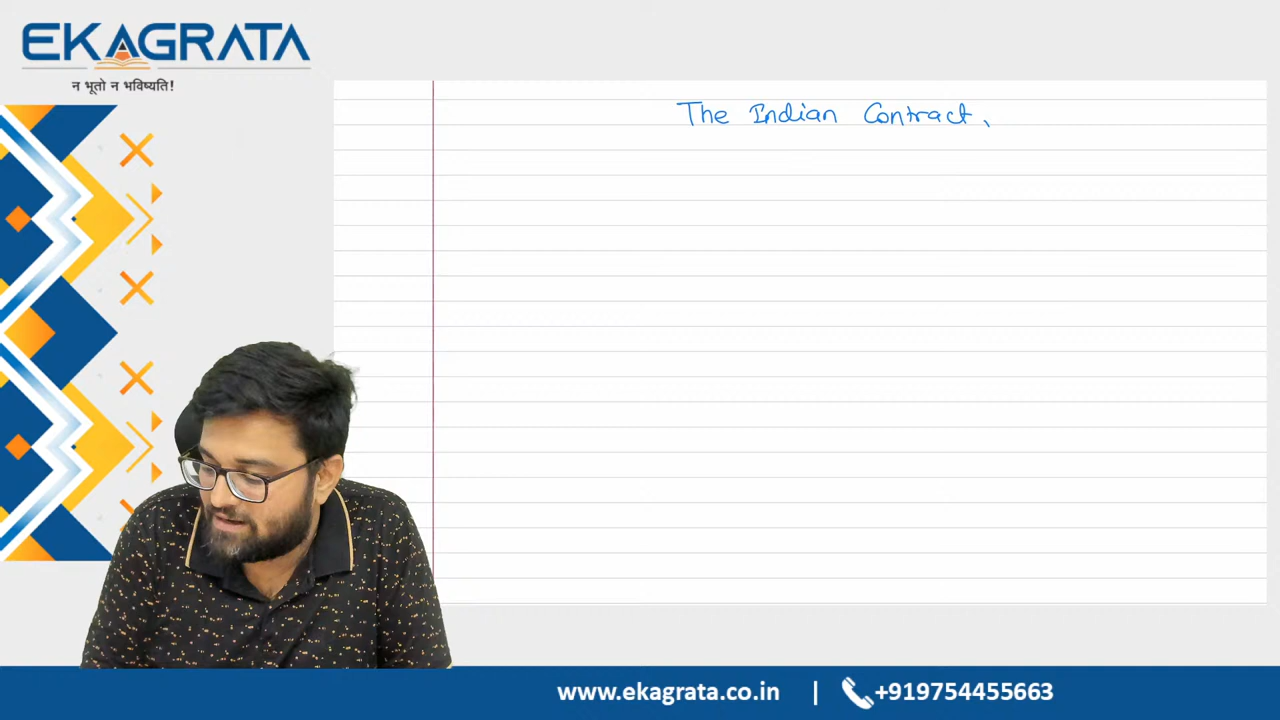 EKAGRATA
न भूतो न भविष्यति!
The Indian Contract,
www.ekagrata.co.in | +919754455663